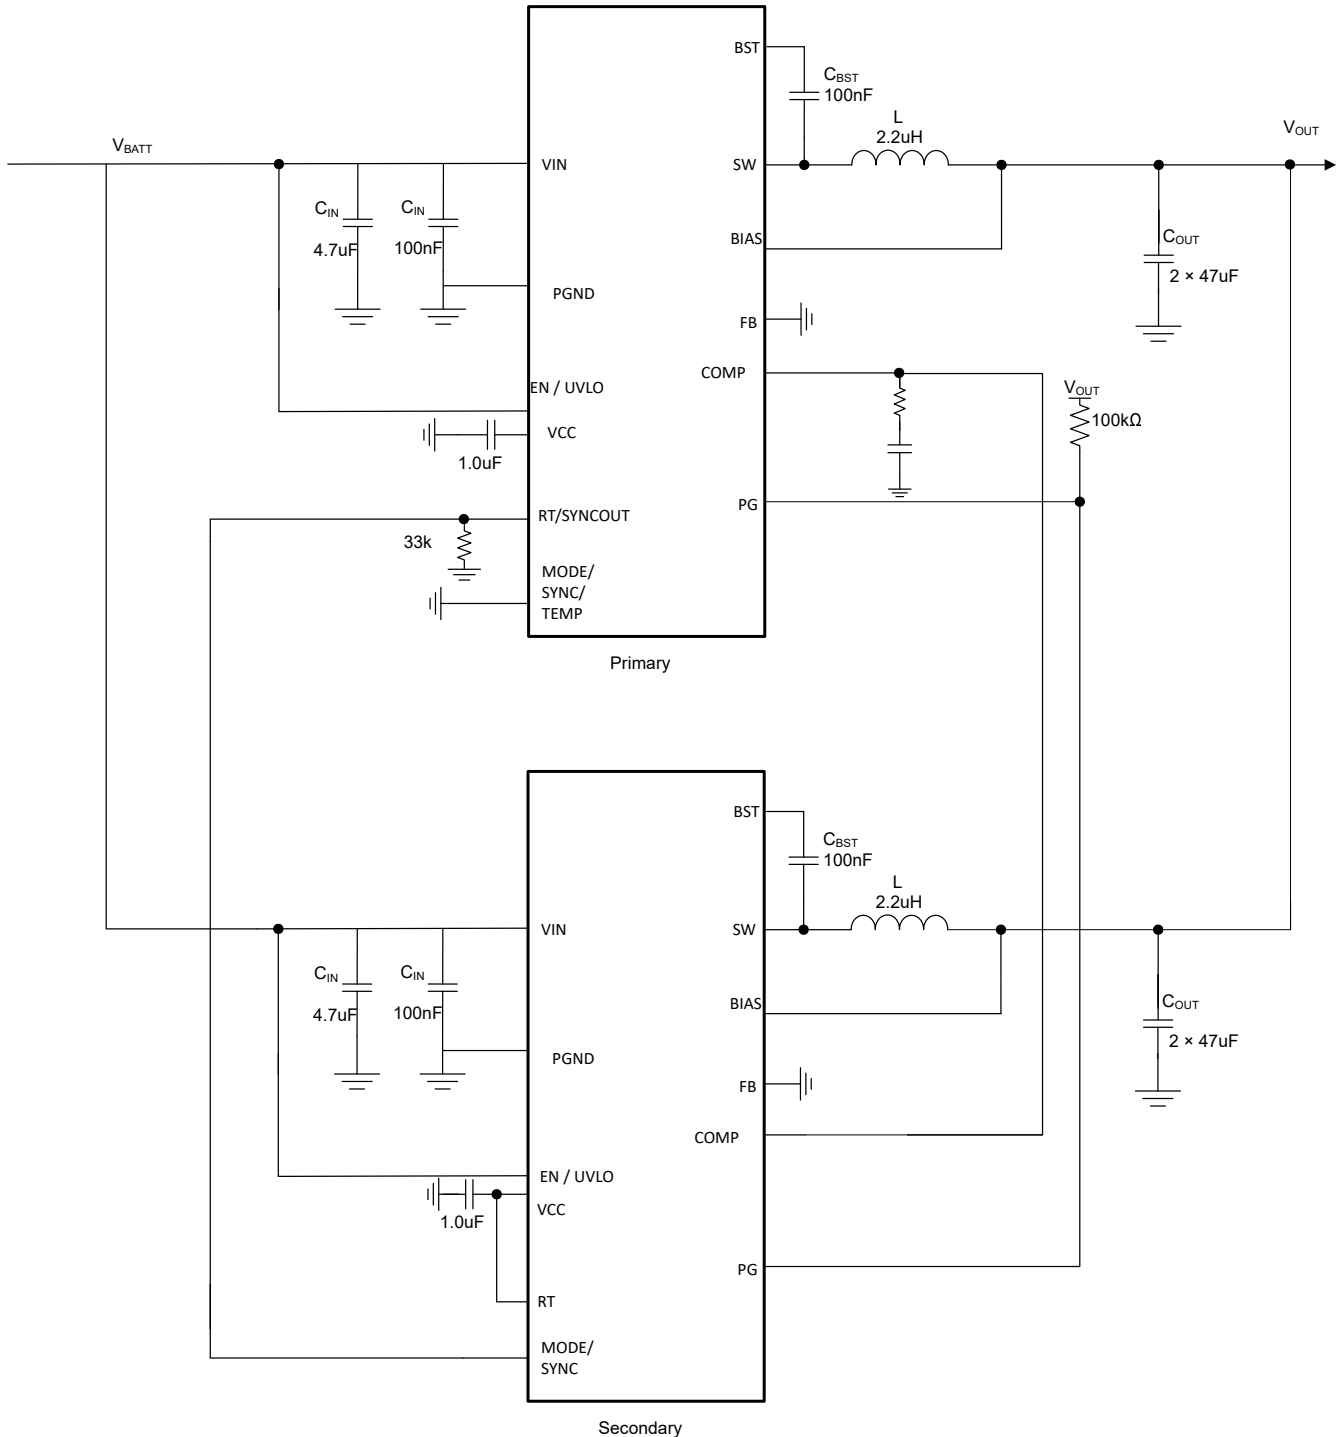 BST
CBST
100nF
L
2.2uH
VOUT
VBATT
VIN
SW
CIN
CIN
4.7uF
100nF
BIAS
COUT
2 × 47uF
PGND
FB
COMP
EN / UVLO
VOUT
100kΩ
VCC
1.0uF
PG
RT/SYNCOUT
33k
MODE/
SYNC/
TEMP
Primary
BST
CBST
100nF
L
2.2uH
VIN
SW
CIN
CIN
4.7uF
100nF
BIAS
COUT
2 × 47uF
PGND
FB
COMP
EN / UVLO
VCC
1.0uF
PG
RT
MODE/
SYNC
Secondary